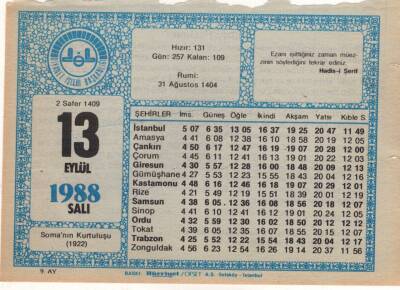 Hızır: 131
Gün: 257 Kalan: 109
Rumi:
31 Ağustos 1404
Ezanı işittiğiniz zaman müez-
zinin söylediğini tekrar ediniz.
Hadis-i Şerif
2 Safer 1409
13
EYLÜL
1988
SALI
Soma'nın Kurtuluşu
(1922)
9. AY
ŞEHİRLER İms. Güneş Öğle İkindi Akşam Yatsı Kıble S.
İstanbul 5 07 6 35 13 05 16 37 19 25 20 47 11 49
Amasya 4 41 6 08 12 38 16 10 18 58 20 19 12 05
Çankırı 4 50 6 17 12 47 16 19 19 07 20 28 12 00
Çorum 4 45 6 11 12 41 16 13 19 01 20 22 12 03
Giresun 4 30 5 57 12 28 16 00 18 48 20 09 12 13
Gümüşhane 4 27 5 53 12 23 15 55 18 44 20 04 12 16
Kastamonu 4 48 6 16 12 46 16 18 19 07 20 29 12 01
Rize 4 21 5 49 12 19 15 51 18 39 20 01 12 19
Samsun 4 38 6 05 12 36 16 08 18 56 20 18 12 07
Sinop 4 41 6 10 12 41 16 12 19 01 20 24 12 05
Ordu 4 32 5 59 12 30 16 02 18 50 20 12 12 12
Tokat 4 39 6 05 12 35 16 07 18 55 20 15 12 07
Trabzon 4 25 5 52 12 22 15 54 18 43 20 04 12 17
Zonguldak 4 56 6 23 12 54 16 26 19 14 20 37 11 56
BASKI: Hürriyet/OFSET A.Ş. Sefaköy - İstanbul